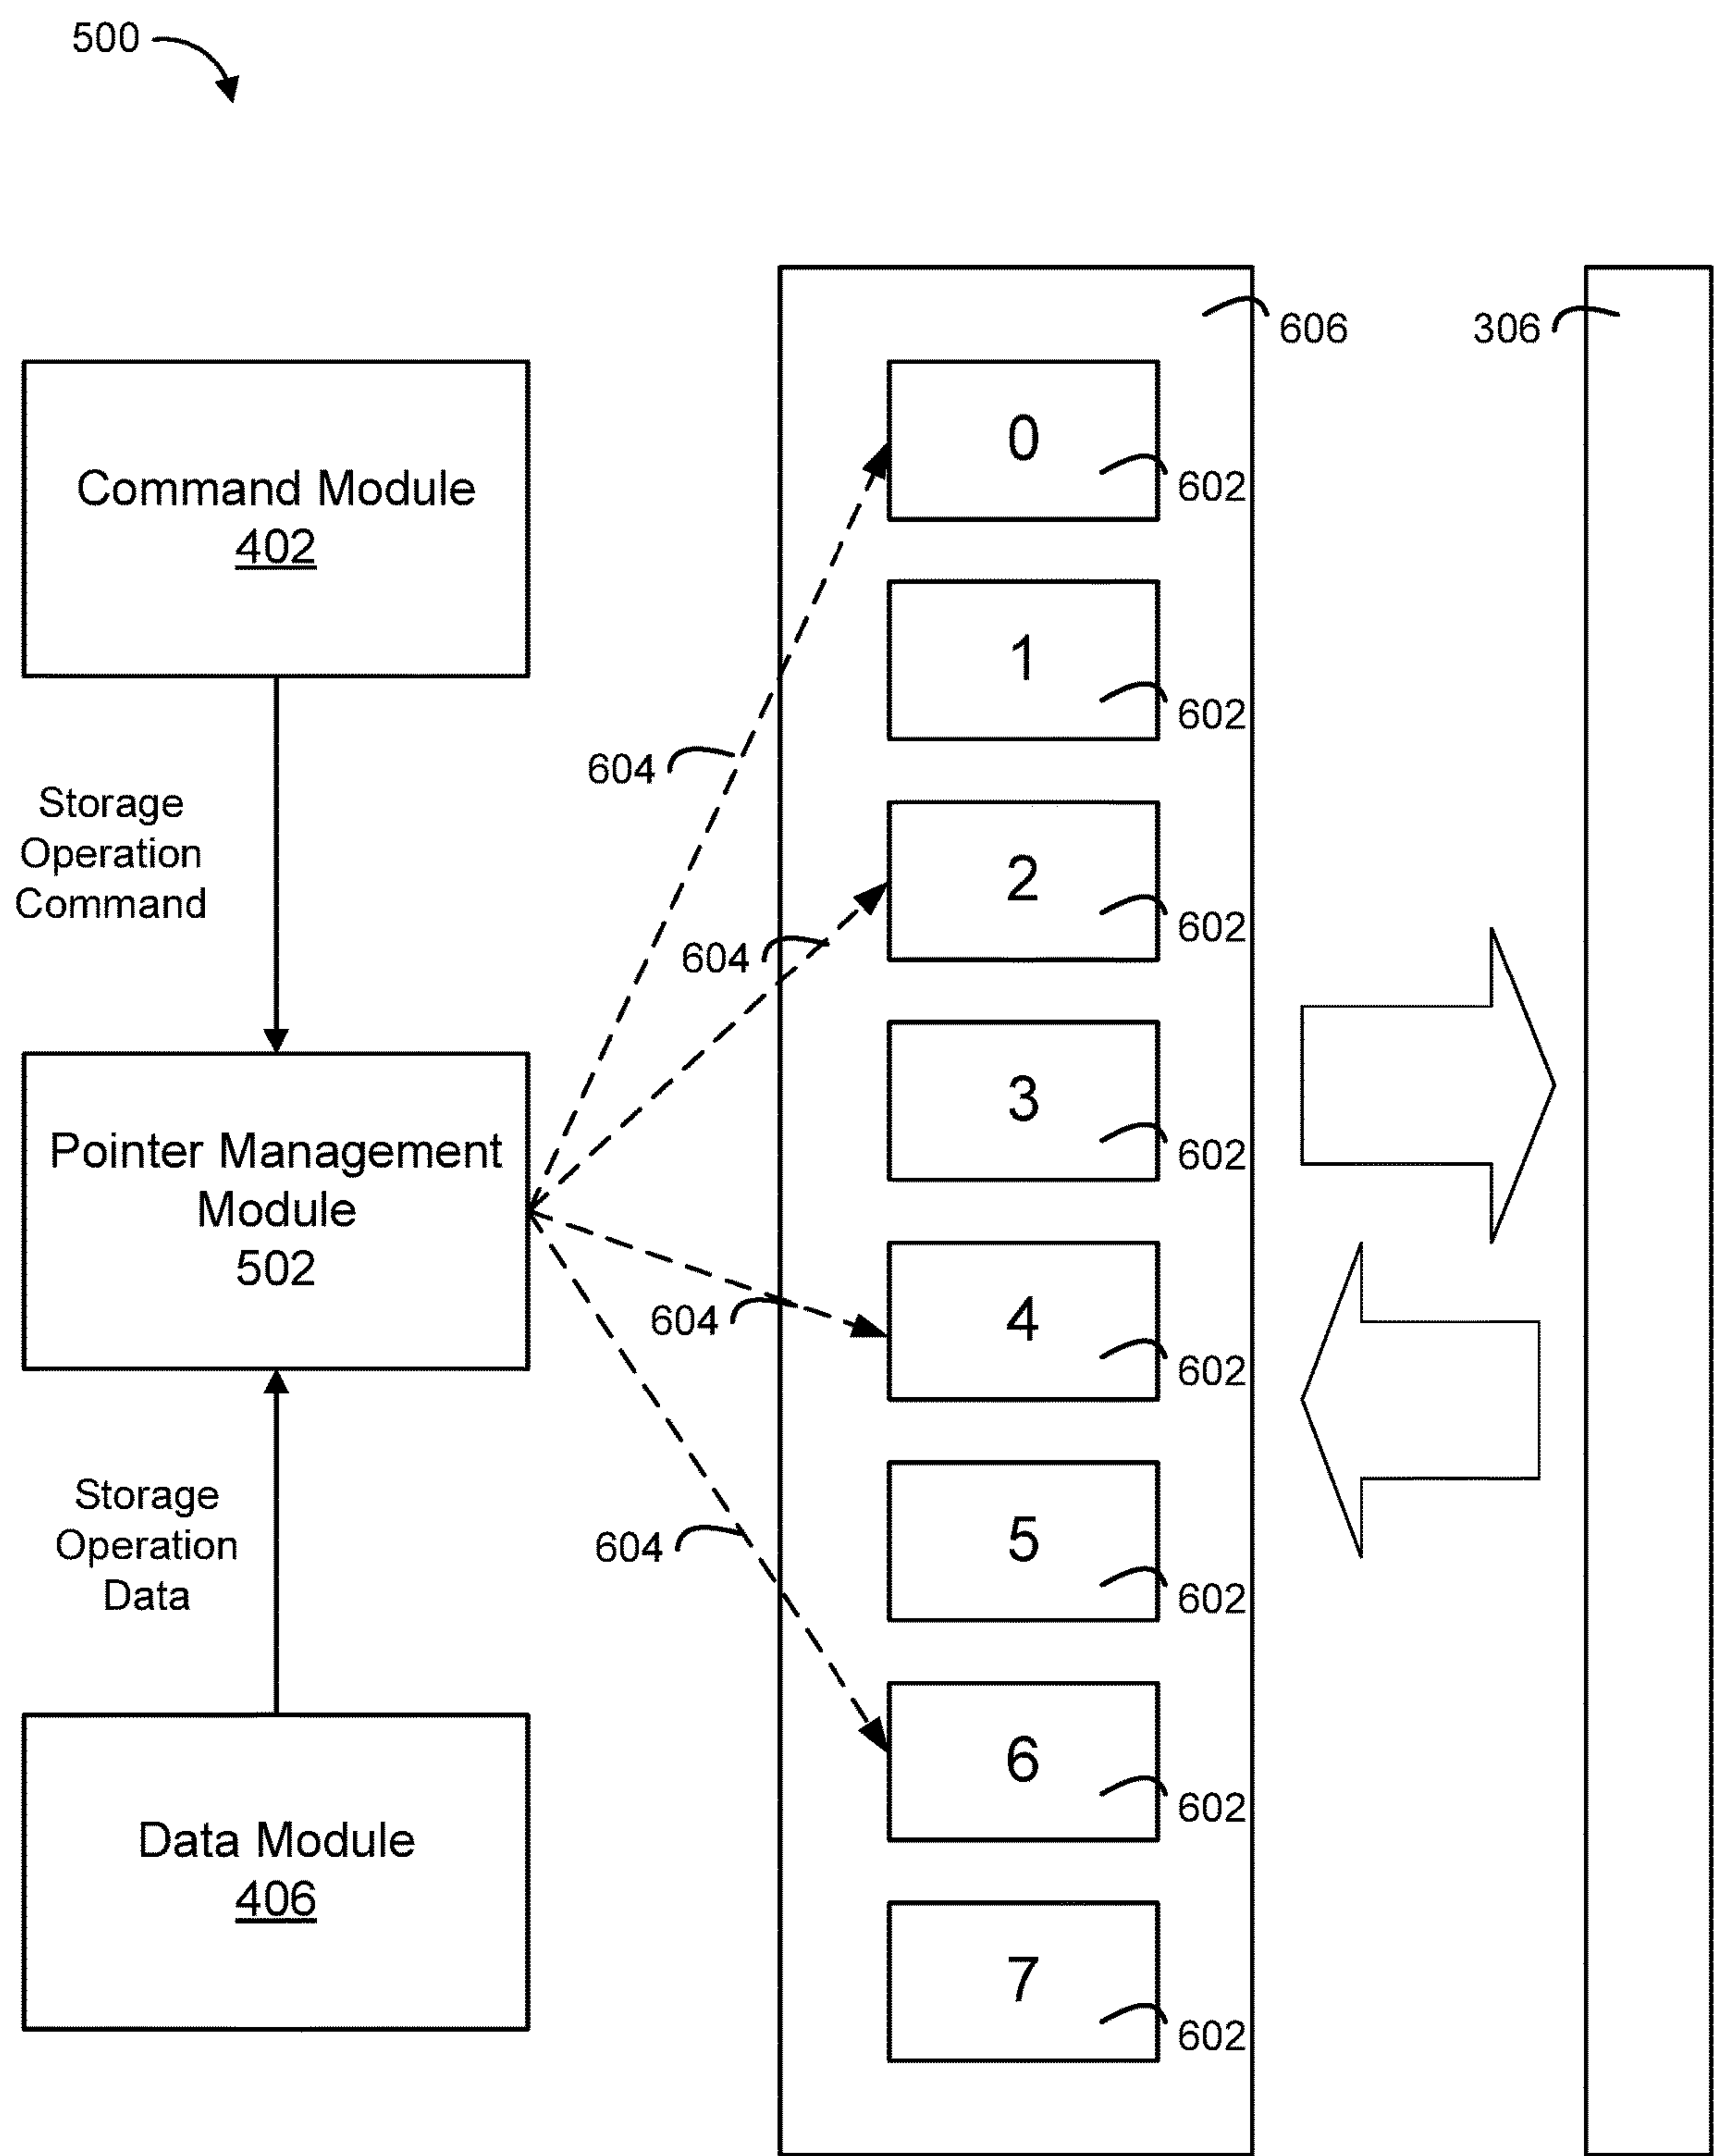 500
606
306
Command Module
402
0
602
1
602
604
Storage
Operation
Command
2
602
604
Pointer Management
Module
502
3
602
4
602
604
Storage
Operation
Data
5
602
604
6
602
Data Module
406
7
602